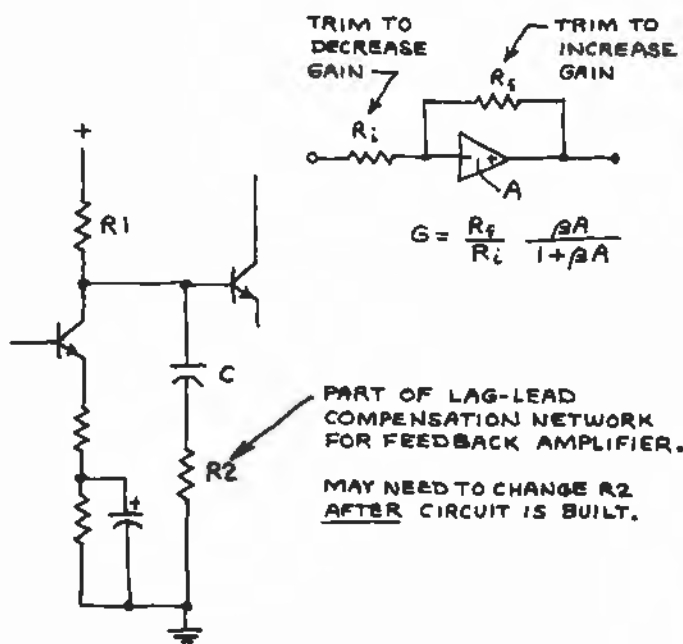 TRIM TO
DECREASE
GAIN
TRIM TO
INCREASE
GAIN
Rf
Ri
- +
A
G = Rf/Ri βA/1+βA
+
R1
C
R2
+
PART OF LAG-LEAD
COMPENSATION NETWORK
FOR FEEDBACK AMPLIFIER.
MAY NEED TO CHANGE R2
AFTER CIRCUIT IS BUILT.